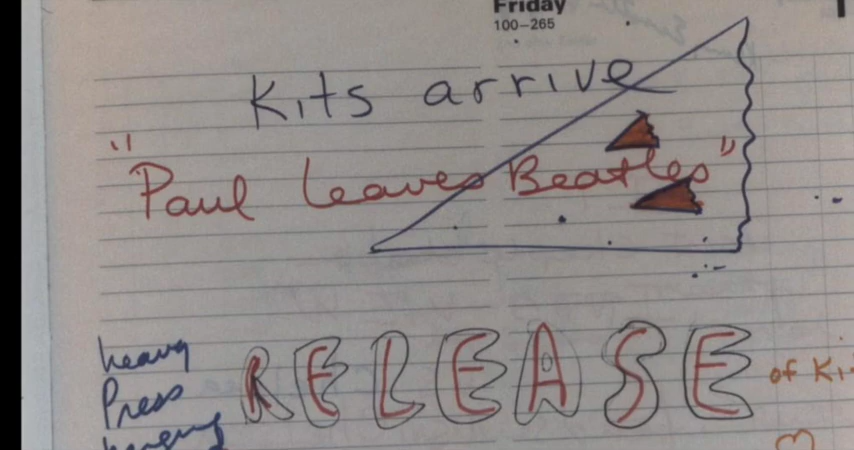 Friday
100–265
Kits arrive
"Paul leaves Beatles"
heavy
Press
RELEASE
of Ki